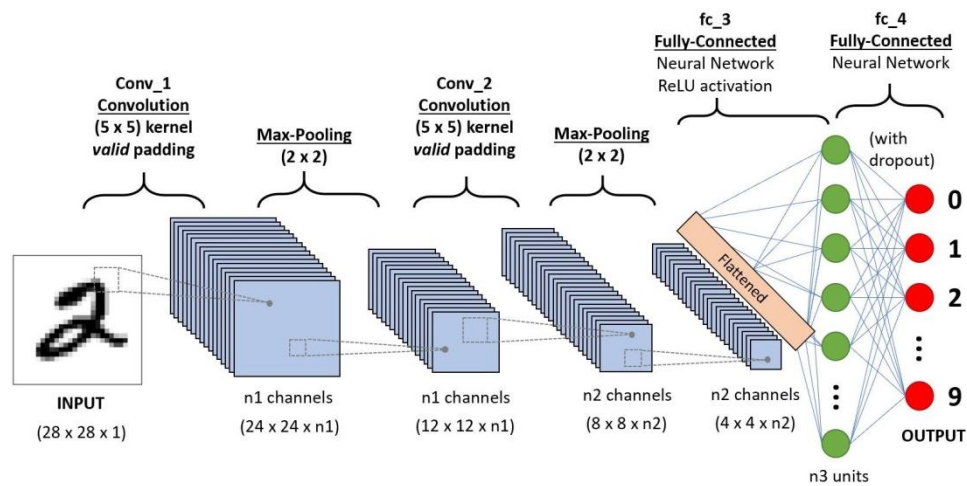 Conv_1
Convolution
(5 x 5) kernel
valid padding
Max-Pooling
(2 x 2)
Conv_2
Convolution
(5 x 5) kernel
valid padding
Max-Pooling
(2 x 2)
fc_3
Fully-Connected
Neural Network
ReLU activation
fc_4
Fully-Connected
Neural Network
(with
dropout)
2
INPUT
(28 x 28 x 1)
n1 channels
(24 x 24 x n1)
n1 channels
(12 x 12 x n1)
n2 channels
(8 x 8 x n2)
n2 channels
(4 x 4 x n2)
Flattened
n3 units
0
1
2
9
OUTPUT